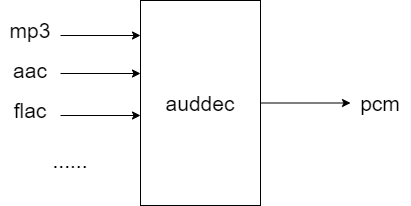 mp3
aac
flac
......
auddec
pcm